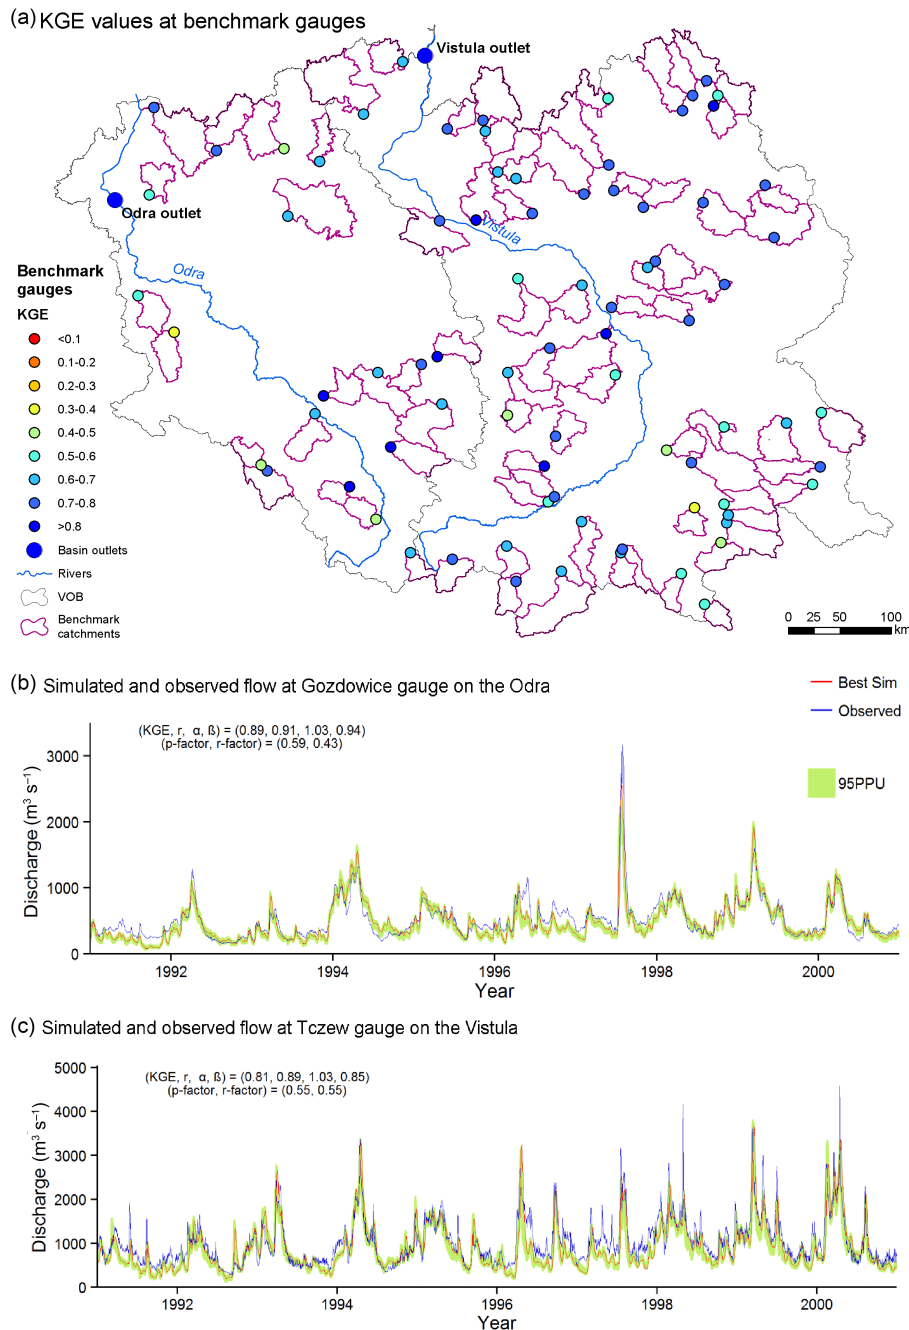 (a) KGE values at benchmark gauges
Vistula outlet
Odra outlet
Vistula
Odra
Benchmark
gauges
KGE
<0.1
0.1-0.2
0.2-0.3
0.3-0.4
0.4-0.5
0.5-0.6
0.6-0.7
0.7-0.8
>0.8
Basin outlets
Rivers
VOB
Benchmark
catchments
0 25 50 100
km
(b) Simulated and observed flow at Gozdowice gauge on the Odra
Best Sim
Observed
95PPU
(KGE, r, α, ß) = (0.89, 0.91, 1.03, 0.94)
(p-factor, r-factor) = (0.59, 0.43)
Discharge (m³ s⁻¹)
3000
2000
1000
0
1992 1994 1996 1998 2000
Year
(c) Simulated and observed flow at Tczew gauge on the Vistula
(KGE, r, α, ß) = (0.81, 0.89, 1.03, 0.85)
(p-factor, r-factor) = (0.55, 0.55)
Discharge (m³ s⁻¹)
5000
4000
3000
2000
1000
0
1992 1994 1996 1998 2000
Year